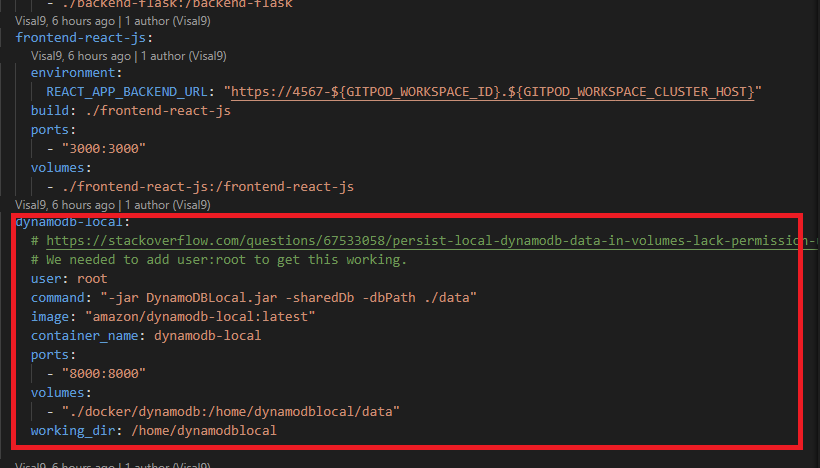 - ./backend-flask:/backend-flask
Visal9, 6 hours ago | 1 author (Visal9)
frontend-react-js:
Visal9, 6 hours ago | 1 author (Visal9)
environment:
REACT_APP_BACKEND_URL: "https://4567-${GITPOD_WORKSPACE_ID}.${GITPOD_WORKSPACE_CLUSTER_HOST}"
build: ./frontend-react-js
ports:
- "3000:3000"
volumes:
- ./frontend-react-js:/frontend-react-js
Visal9, 6 hours ago | 1 author (Visal9)
dynamodb-local:
# https://stackoverflow.com/questions/67533058/persist-local-dynamodb-data-in-volumes-lack-permission-
# We needed to add user:root to get this working.
user: root
command: "-jar DynamoDBLocal.jar -sharedDb -dbPath ./data"
image: "amazon/dynamodb-local:latest"
container_name: dynamodb-local
ports:
- "8000:8000"
volumes:
- "./docker/dynamodb:/home/dynamodblocal/data"
working_dir: /home/dynamodblocal
Visal9, 6 hours ago | 1 author (Visal9)